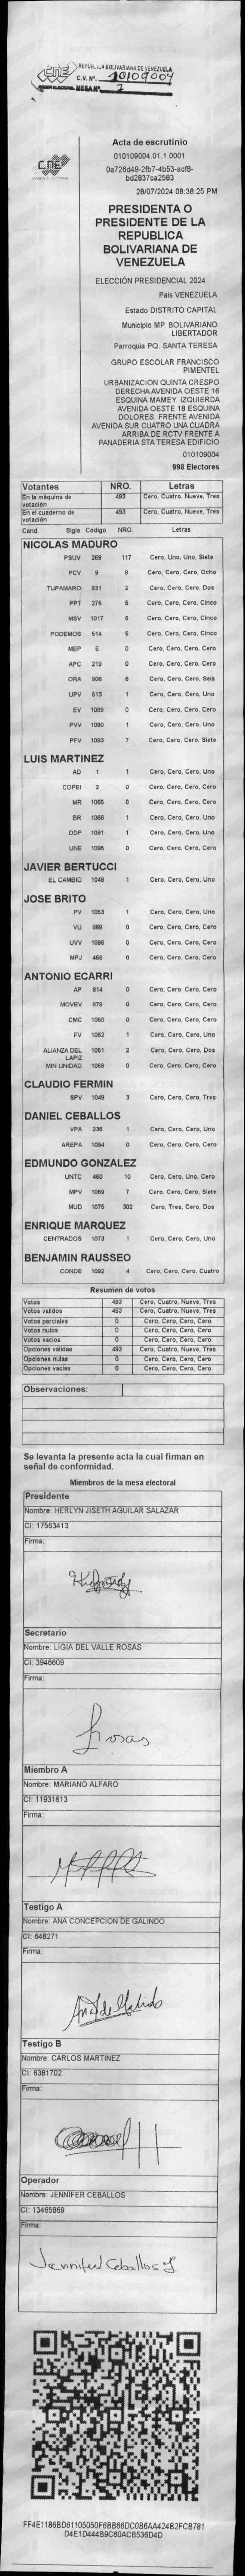 CNE REPUBLICA BOLIVARIANA DE VENEZUELA
C.V. Nº. 10109004
PODER ELECTORAL MESA Nº 1
CNE
Acta de escrutinio
010109004.01.1.0001
0a726d49-2fb7-4b53-acf8-
bd2837ca2583
28/07/2024 08:38:25 PM
PRESIDENTA O
PRESIDENTE DE LA
REPUBLICA
BOLIVARIANA DE
VENEZUELA
ELECCIÓN PRESIDENCIAL 2024
Pais VENEZUELA
Estado DISTRITO CAPITAL
Municipio MP. BOLIVARIANO
LIBERTADOR
Parroquia PQ. SANTA TERESA
GRUPO ESCOLAR FRANCISCO
PIMENTEL
URBANIZACION QUINTA CRESPO
DERECHA AVENIDA OESTE 16
ESQUINA MAMEY. IZQUIERDA
AVENIDA OESTE 18 ESQUINA
DOLORES. FRENTE AVENIDA
AVENIDA SUR CUATRO UNA CUADRA
ARRIBA DE RCTV FRENTE A
PANADERIA STA TERESA EDIFICIO
010109004
998 Electores
Votantes NRO. Letras
En la máquina de votación 493 Cero, Cuatro, Nueve, Tres
En el cuaderno de votación 493 Cero, Cuatro, Nueve, Tres
Cand. Sigla Código NRO. Letras
NICOLAS MADURO
PSUV 269 117 Cero, Uno, Uno, Siete
PCV 9 8 Cero, Cero, Cero, Ocho
TUPAMARO 931 2 Cero, Cero, Cero, Dos
PPT 275 5 Cero, Cero, Cero, Cinco
MSV 1017 5 Cero, Cero, Cero, Cinco
PODEMOS 514 5 Cero, Cero, Cero, Cinco
MEP 5 0 Cero, Cero, Cero, Cero
APC 219 0 Cero, Cero, Cero, Cero
ORA 906 6 Cero, Cero, Cero, Seis
UPV 513 1 Cero, Cero, Cero, Uno
EV 1089 0 Cero, Cero, Cero, Cero
PVV 1090 1 Cero, Cero, Cero, Uno
PFV 1093 7 Cero, Cero, Cero, Siete
LUIS MARTINEZ
AD 1 1 Cero, Cero, Cero, Uno
COPEI 2 0 Cero, Cero, Cero, Cero
MR 1065 0 Cero, Cero, Cero, Cero
BR 1066 1 Cero, Cero, Cero, Uno
DDP 1091 1 Cero, Cero, Cero, Uno
UNE 1095 0 Cero, Cero, Cero, Cero
JAVIER BERTUCCI
EL CAMBIO 1048 1 Cero, Cero, Cero, Uno
JOSE BRITO
PV 1053 1 Cero, Cero, Cero, Uno
VU 969 0 Cero, Cero, Cero, Cero
UVV 1096 0 Cero, Cero, Cero, Cero
MPJ 458 0 Cero, Cero, Cero, Cero
ANTONIO ECARRI
AP 814 0 Cero, Cero, Cero, Cero
MOVEV 978 0 Cero, Cero, Cero, Cero
CMC 1050 0 Cero, Cero, Cero, Cero
FV 1062 1 Cero, Cero, Cero, Uno
ALIANZA DEL LAPIZ 1051 2 Cero, Cero, Cero, Dos
MIN UNIDAD 1069 0 Cero, Cero, Cero, Cero
CLAUDIO FERMIN
SPV 1049 3 Cero, Cero, Cero, Tres
DANIEL CEBALLOS
VPA 236 1 Cero, Cero, Cero, Uno
AREPA 1094 0 Cero, Cero, Cero, Cero
EDMUNDO GONZALEZ
UNTC 460 10 Cero, Cero, Uno, Cero
MPV 1069 7 Cero, Cero, Cero, Siete
MUD 1075 302 Cero, Tres, Cero, Dos
ENRIQUE MARQUEZ
CENTRADOS 1073 1 Cero, Cero, Cero, Uno
BENJAMIN RAUSSEO
CONDE 1092 4 Cero, Cero, Cero, Cuatro
Resumen de votos
Votos 493 Cero, Cuatro, Nueve, Tres
Votos validos 493 Cero, Cuatro, Nueve, Tres
Votos parciales 0 Cero, Cero, Cero, Cero
Votos nulos 0 Cero, Cero, Cero, Cero
Votos vacios 0 Cero, Cero, Cero, Cero
Opciones validas 493 Cero, Cuatro, Nueve, Tres
Opciones nulas 0 Cero, Cero, Cero, Cero
Opciones vacias 0 Cero, Cero, Cero, Cero
Observaciones:
Se levanta la presente acta la cual firman en
señal de conformidad.
Miembros de la mesa electoral
Presidente
Nombre: HERLYN JISETH AGUILAR SALAZAR
CI: 17563413
Firma:
Secretario
Nombre: LIGIA DEL VALLE ROSAS
CI: 3946609
Firma:
Rosas
Miembro A
Nombre: MARIANO ALFARO
CI: 11931613
Firma:
Testigo A
Nombre: ANA CONCEPCION DE GALINDO
CI: 648271
Firma:
Ana de Galindo
Testigo B
Nombre: CARLOS MARTINEZ
CI: 6381702
Firma:
Operador
Nombre: JENNIFER CEBALLOS
CI: 13465869
Firma:
Jennifer Ceballos
FF4E1186BD61105050F6BB66DC0B6AA424B2FCB781
D4E1D444B9C60ACB536D4D